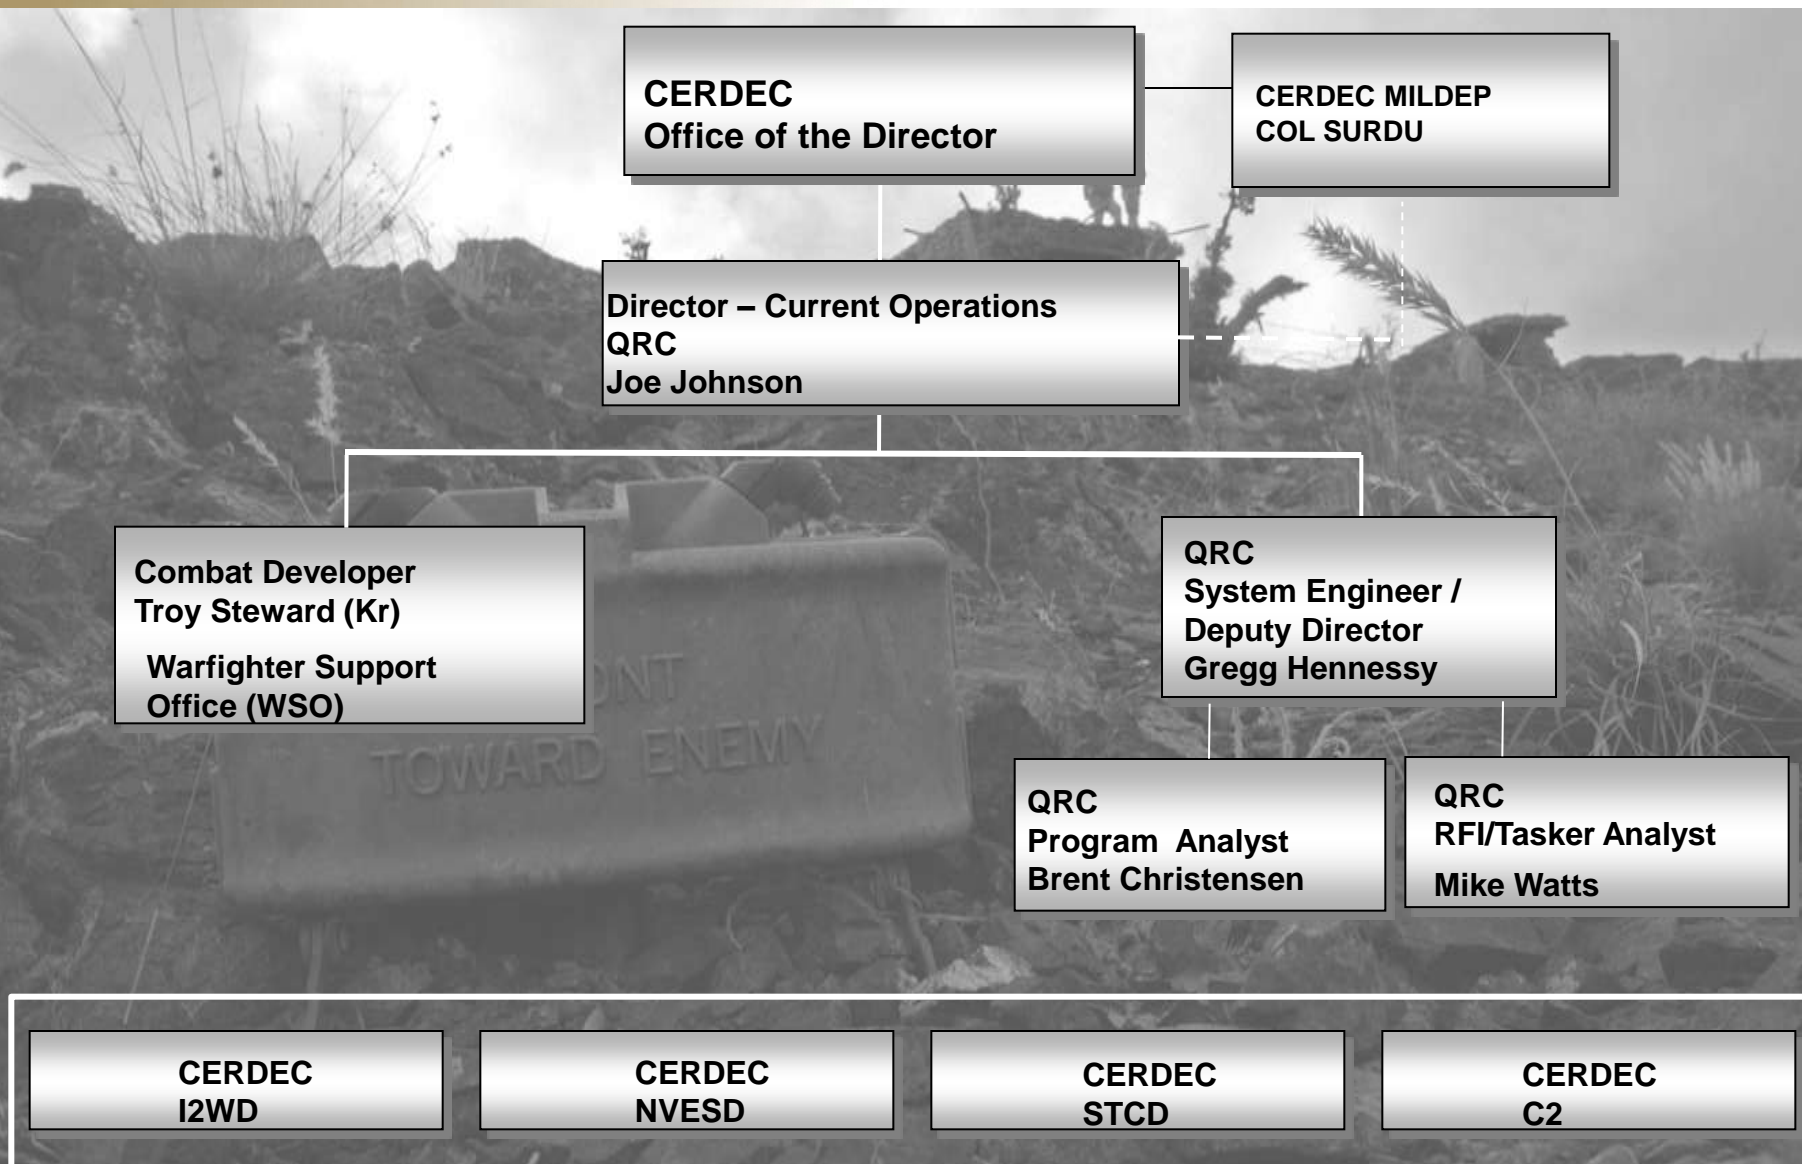 CERDEC
Office of the Director
CERDEC MILDEP
COL SURDU
Director – Current Operations
QRC
Joe Johnson
Combat Developer
Troy Steward (Kr)
Warfighter Support
Office (WSO)
QRC
System Engineer /
Deputy Director
Gregg Hennessy
TOWARD ENEMY
QRC
Program  Analyst
Brent Christensen
QRC
RFI/Tasker Analyst
Mike Watts
CERDEC
I2WD
CERDEC
NVESD
CERDEC
STCD
CERDEC
C2